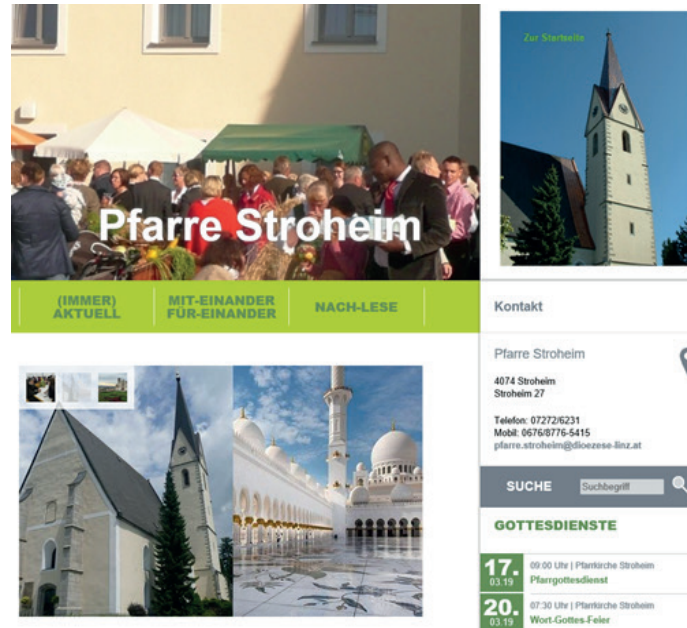 Zur Startseite
Pfarre Stroheim
(IMMER)
AKTUELL
MIT-EINANDER
FÜR-EINANDER
NACH-LESE
Kontakt
Pfarre Stroheim
4074 Stroheim
Stroheim 27
Telefon: 07272/6231
Mobil: 0676/8776-5415
pfarre.stroheim@dioezese-linz.at
SUCHE
Suchbegriff
GOTTESDIENSTE
17.
03.19
09:00 Uhr | Pfarrkirche Stroheim
Pfarrgottesdienst
20.
03.19
07:30 Uhr | Pfarrkirche Stroheim
Wort-Gottes-Feier